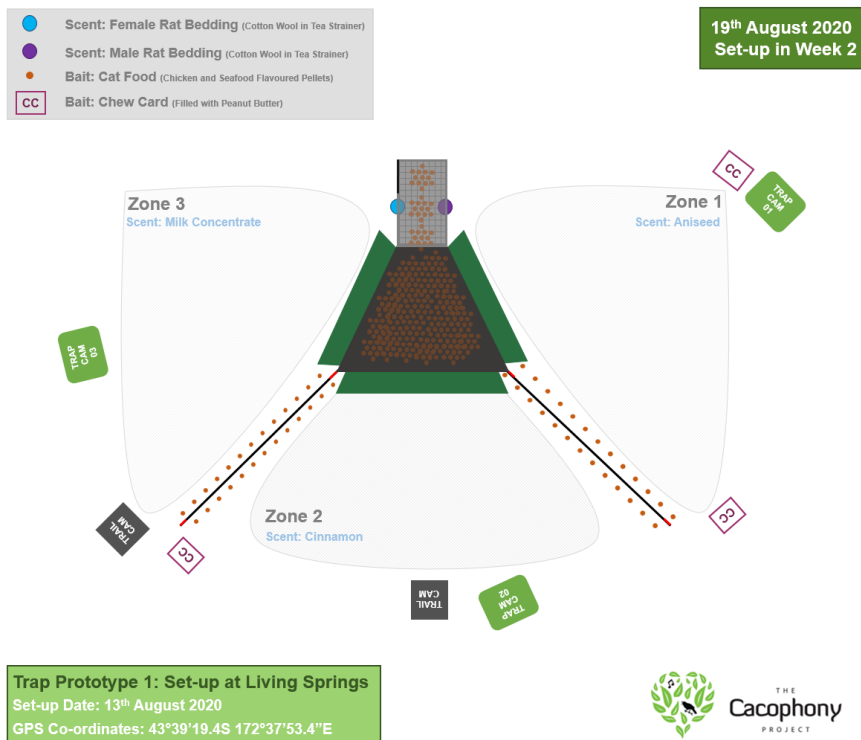 Scent: Female Rat Bedding (Cotton Wool in Tea Strainer)
Scent: Male Rat Bedding (Cotton Wool in Tea Strainer)
Bait: Cat Food (Chicken and Seafood Flavoured Pellets)
CC Bait: Chew Card (Filled with Peanut Butter)
19th August 2020
Set-up in Week 2
CC
TRAP
CAM
01
Zone 3
Scent: Milk Concentrate
Zone 1
Scent: Aniseed
TRAP
CAM
03
Zone 2
Scent: Cinnamon
TRAIL
CAM
CC
CC
TRAIL
CAM
TRAP
CAM
02
Trap Prototype 1: Set-up at Living Springs
Set-up Date: 13th August 2020
GPS Co-ordinates: 43°39'19.4S 172°37'53.4”E
THE
Cacophony
PROJECT